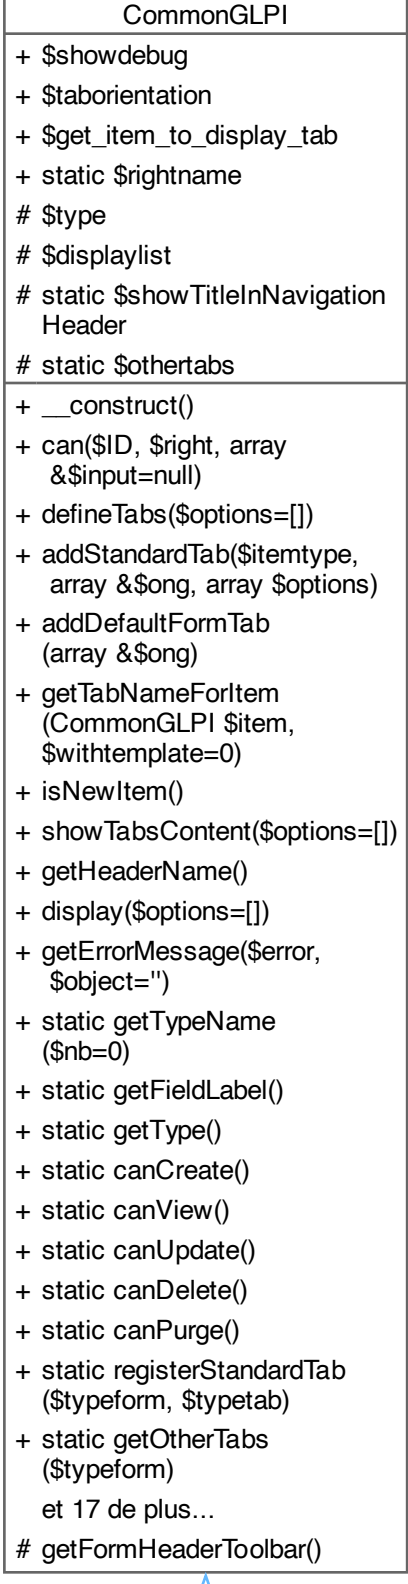 CommonGLPI
+ $showdebug
+ $taborientation
+ $get_item_to_display_tab
+ static $rightname
# $type
# $displaylist
# static $showTitleInNavigation
Header
# static $othertabs
+ __construct()
+ can($ID, $right, array
&$input=null)
+ defineTabs($options=[])
+ addStandardTab($itemtype,
array &$ong, array $options)
+ addDefaultFormTab
(array &$ong)
+ getTabNameForItem
(CommonGLPI $item,
$withtemplate=0)
+ isNewItem()
+ showTabsContent($options=[])
+ getHeaderName()
+ display($options=[])
+ getErrorMessage($error,
$object='')
+ static getTypeName
($nb=0)
+ static getFieldLabel()
+ static getType()
+ static canCreate()
+ static canView()
+ static canUpdate()
+ static canDelete()
+ static canPurge()
+ static registerStandardTab
($typeform, $typetab)
+ static getOtherTabs
($typeform)
et 17 de plus...
# getFormHeaderToolbar()